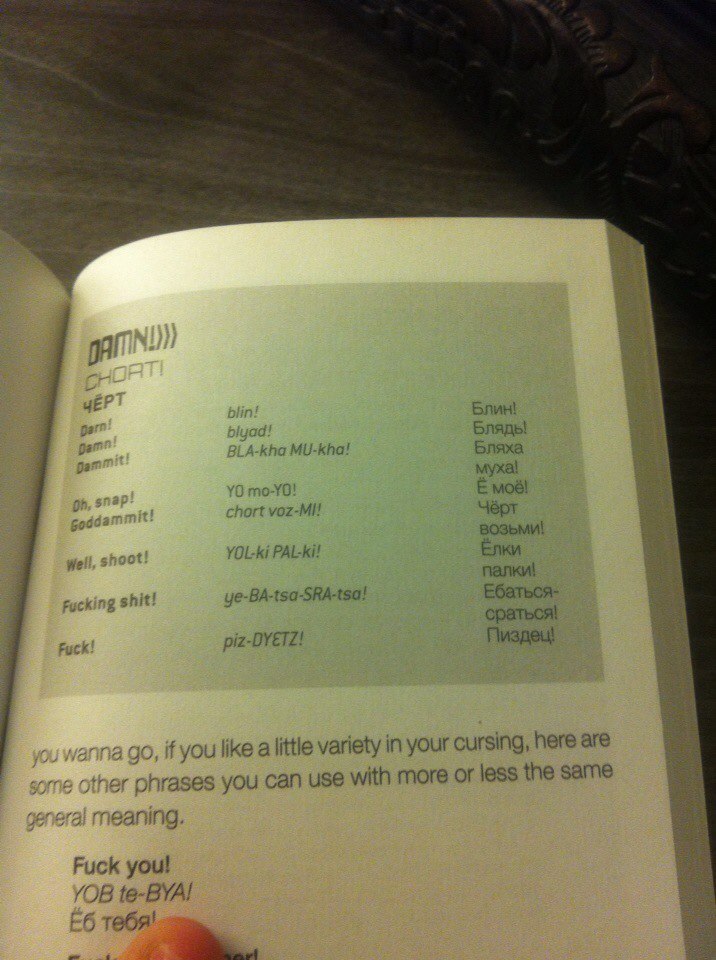 DAMN!)))
CHORT!
ЧЁРТ
Darn! blin! Блин!
Damn! blyad! Блядь!
Dammit! BLA-kha MU-kha! Бляха
муха!
Oh, snap! YO mo-YO! Ё моё!
Goddammit! chort voz-MI! Чёрт
возьми!
Well, shoot! YOL-ki PAL-ki! Ёлки
палки!
Fucking shit! ye-BA-tsa-SRA-tsa! Ебаться-
сраться!
Fuck! piz-DYETZ! Пиздец!
you wanna go, if you like a little variety in your cursing, here are
some other phrases you can use with more or less the same
general meaning.
Fuck you!
YOB te-BYA!
Ёб тебя!